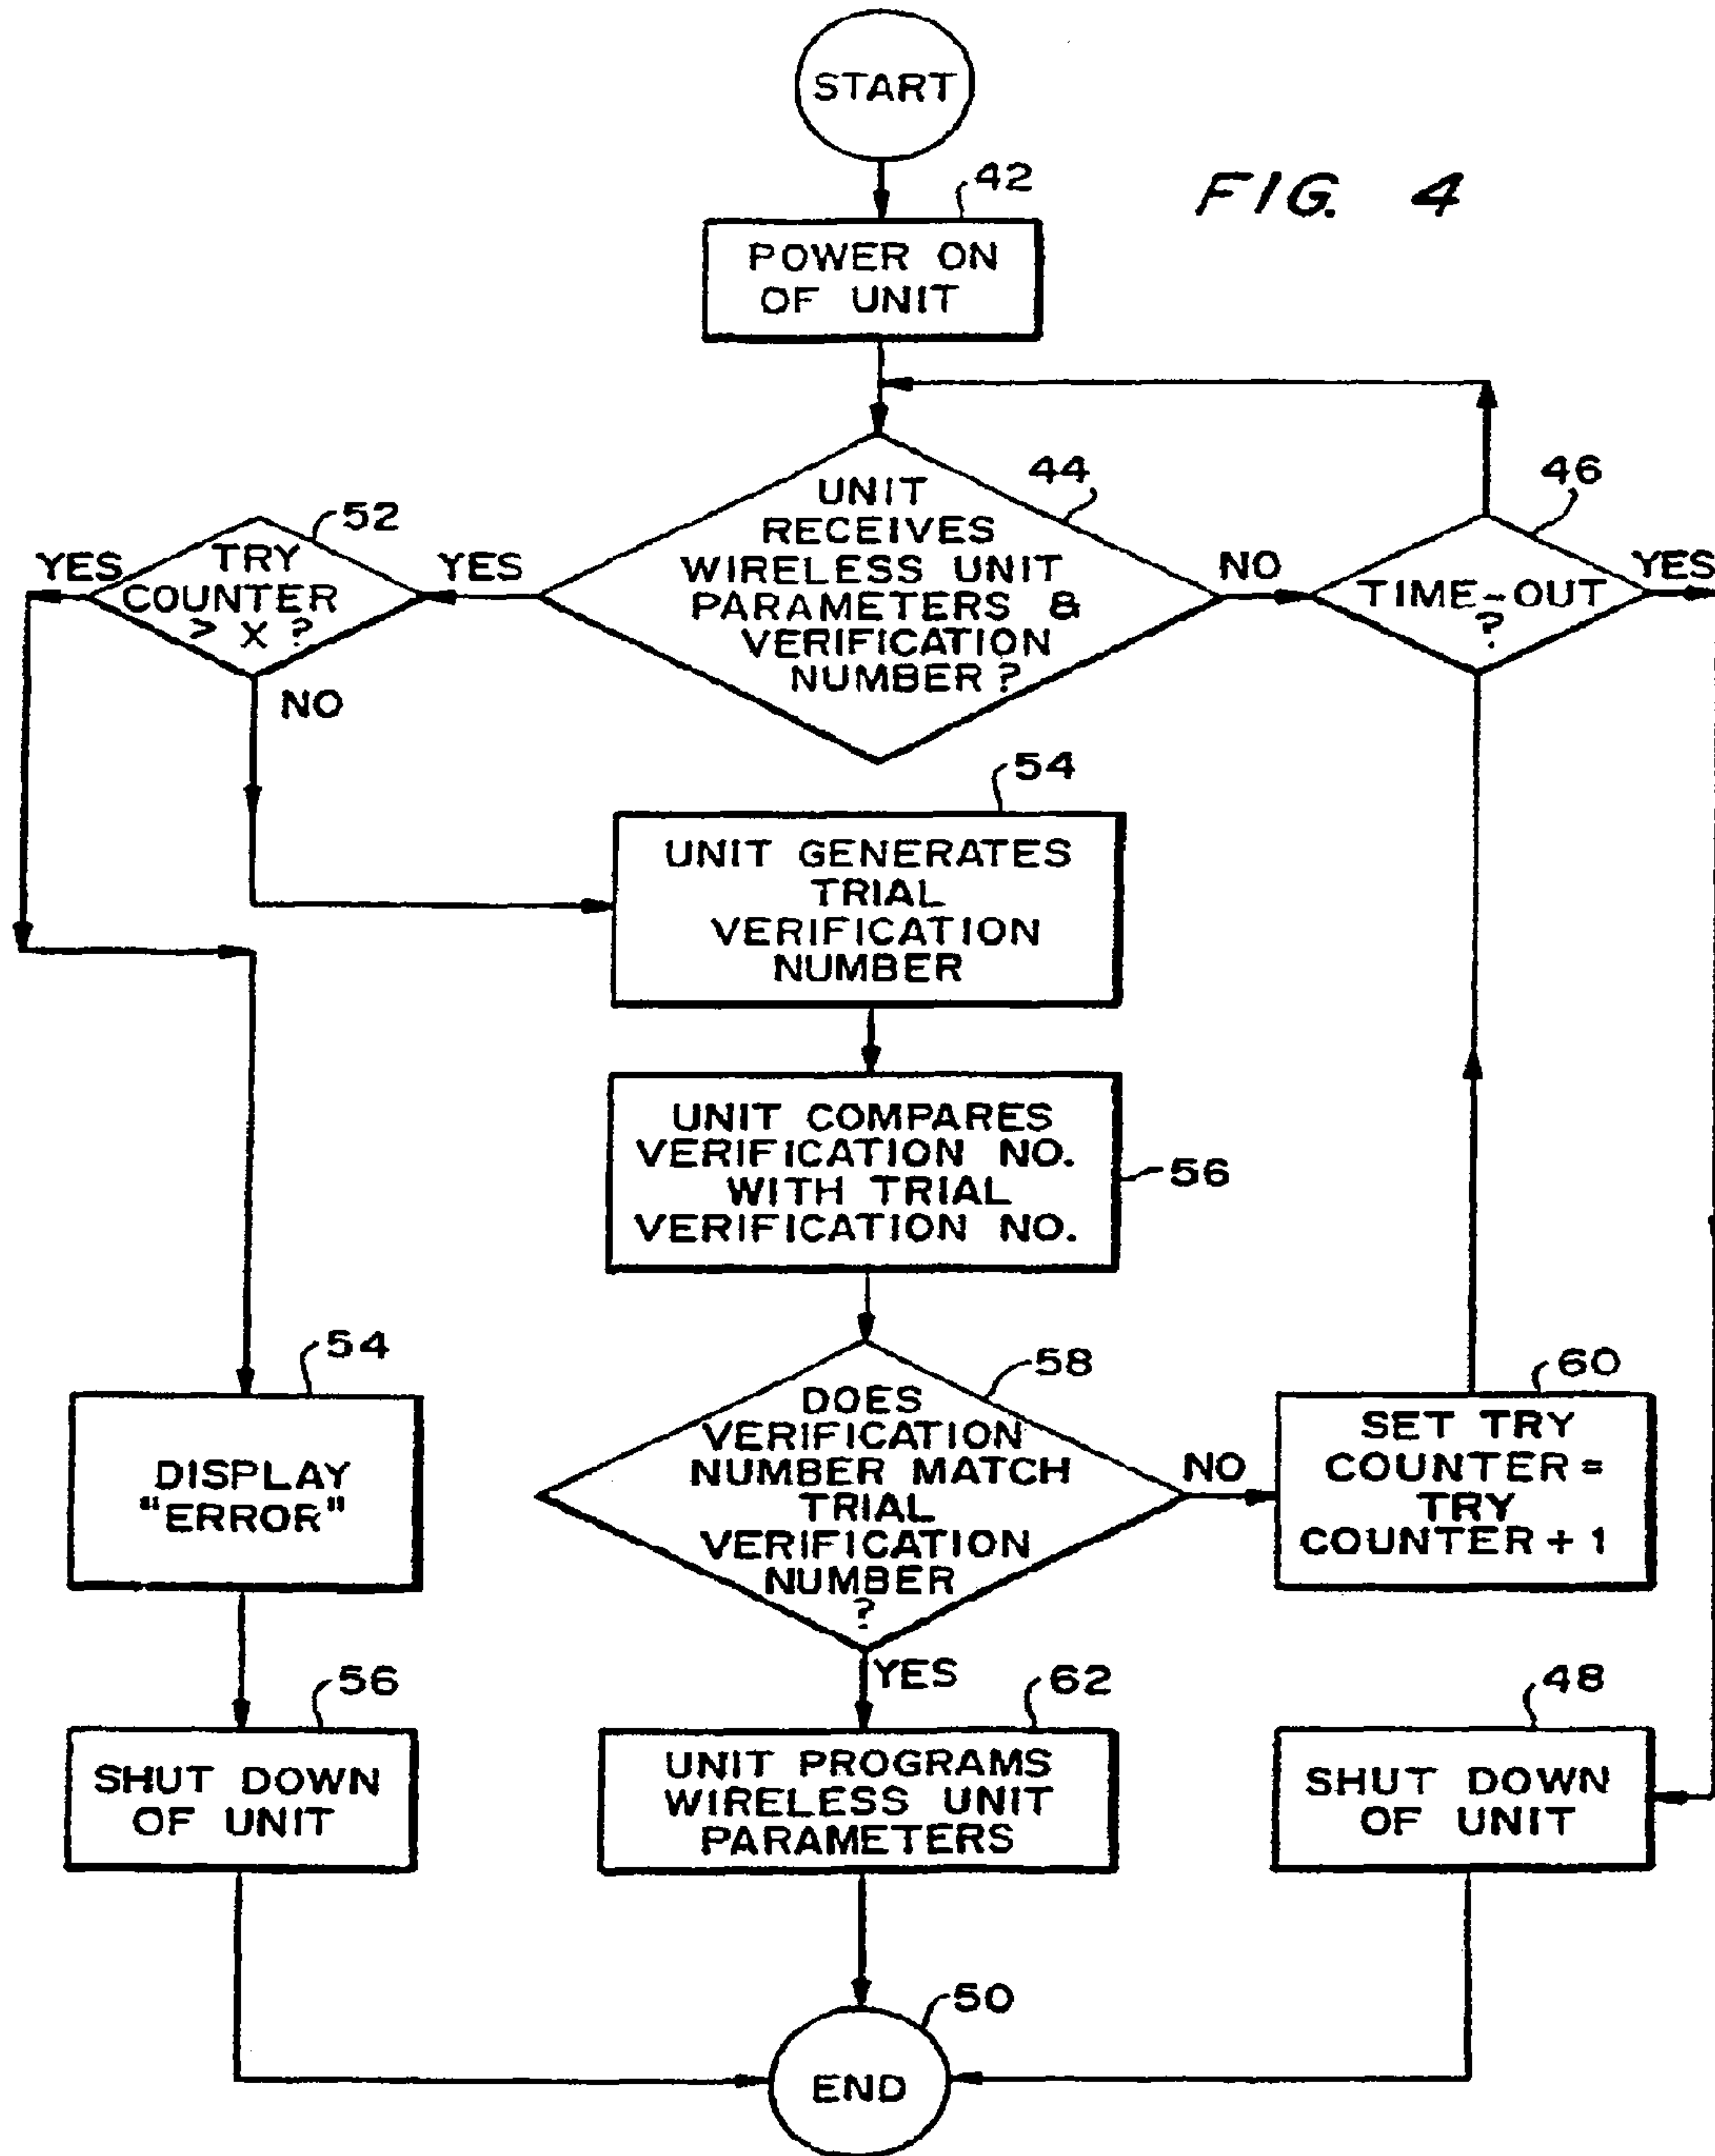 START
FIG. 4
42
POWER ON
OF UNIT
44
UNIT
RECEIVES
WIRELESS UNIT
PARAMETERS &
VERIFICATION
NUMBER?
46
TIME-OUT
?
YES
NO
YES
52
TRY
COUNTER
> X ?
YES
NO
54
UNIT GENERATES
TRIAL
VERIFICATION
NUMBER
UNIT COMPARES
VERIFICATION NO.
WITH TRIAL
VERIFICATION NO.
56
54
DISPLAY
"ERROR"
58
DOES
VERIFICATION
NUMBER MATCH
TRIAL
VERIFICATION
NUMBER
?
NO
60
SET TRY
COUNTER =
TRY
COUNTER + 1
YES
56
SHUT DOWN
OF UNIT
62
UNIT PROGRAMS
WIRELESS UNIT
PARAMETERS
48
SHUT DOWN
OF UNIT
50
END